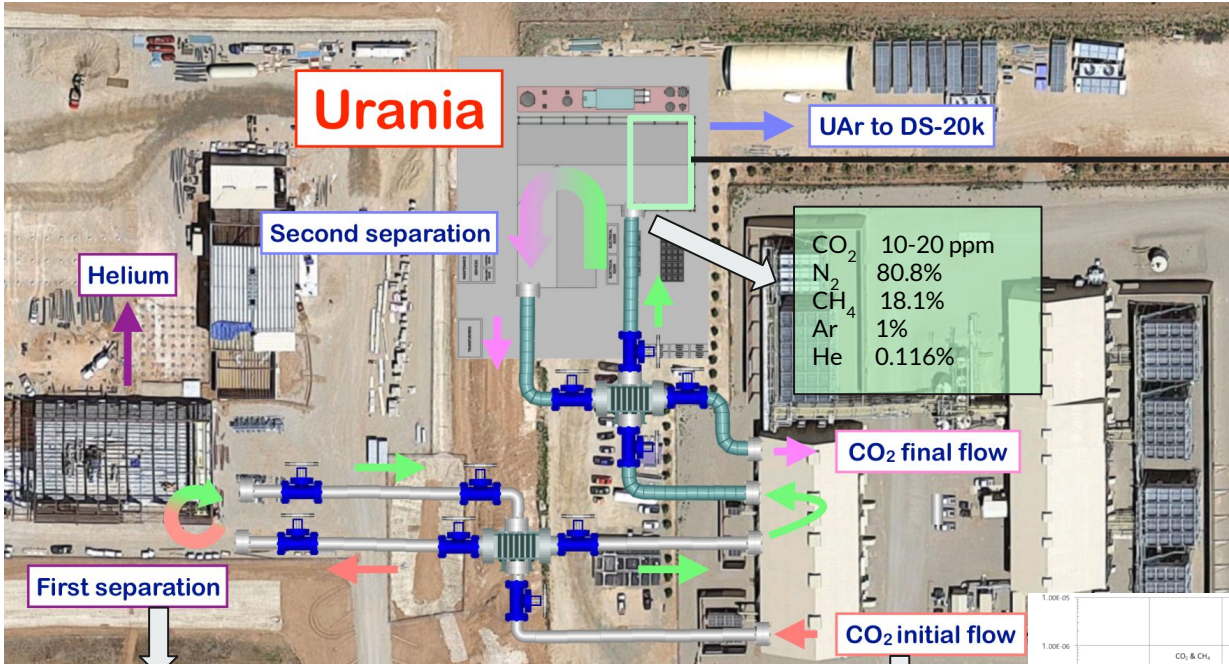 Urania
UAr to DS-20k
Second separation
Helium
CO₂ 10-20 ppm
N₂ 80.8%
CH₄ 18.1%
Ar 1%
He 0.116%
CO₂ final flow
First separation
CO₂ initial flow
1.00E-05
1.00E-06
CO₂ & CH₄